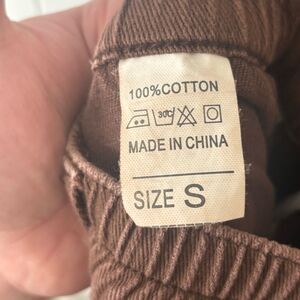 100%COTTON
30℃
MADE IN CHINA
SIZE S